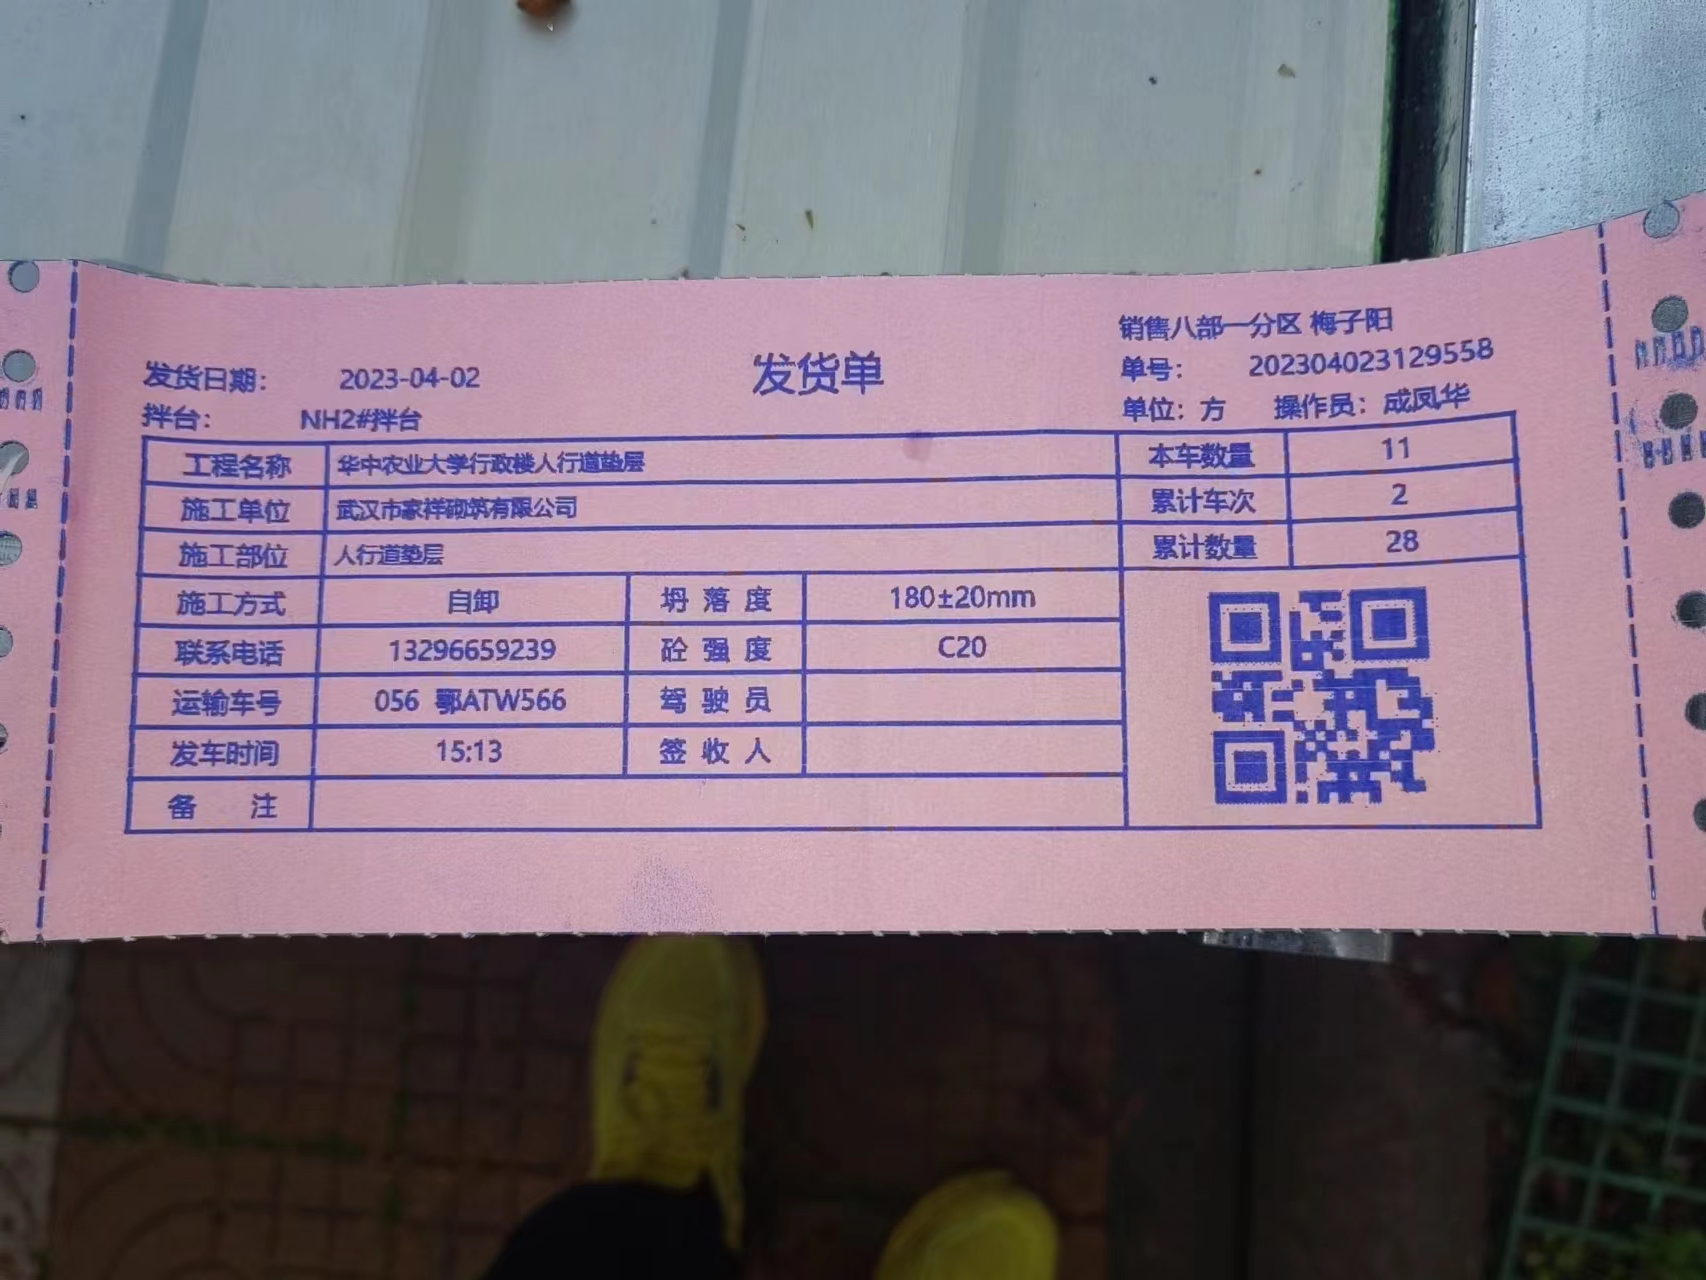 销售八部一分区 梅子阳
发货日期： 2023-04-02 发货单 单号： 202304023129558
拌台： NH2#拌台 单位：方 操作员：成凤华
工程名称 华中农业大学行政楼人行道垫层 本车数量 11
施工单位 武汉市豪祥砌筑有限公司 累计车次 2
施工部位 人行道垫层 累计数量 28
施工方式 自卸 坍落度 180±20mm
联系电话 13296659239 砼强度 C20
运输车号 056 鄂ATW566 驾驶员
发车时间 15:13 签收人
备注